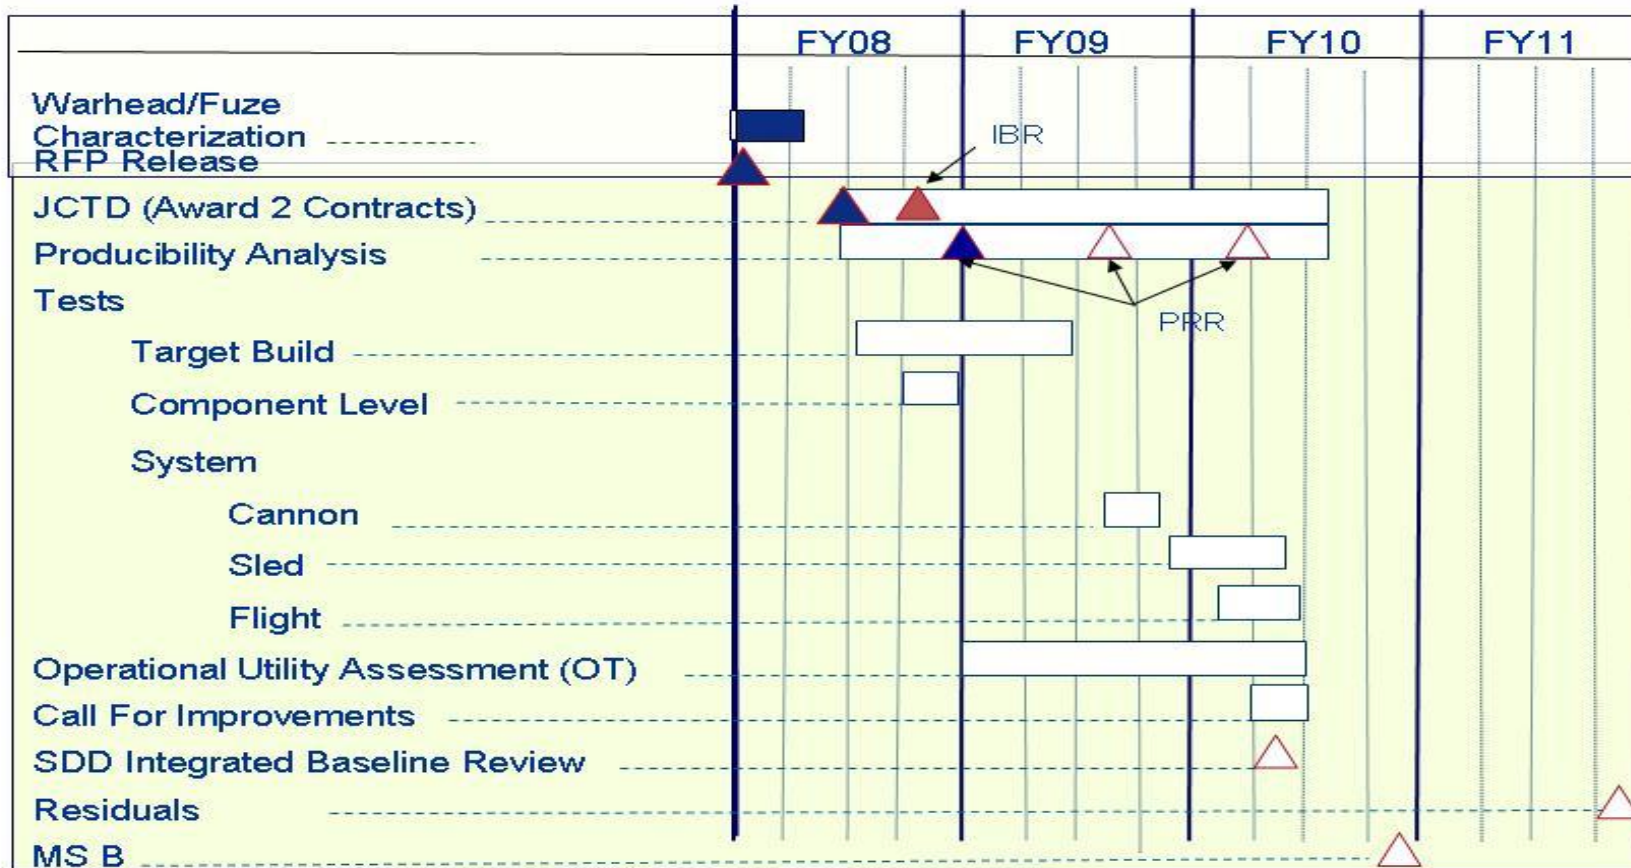 FY08 FY09 FY10 FY11
Warhead/Fuze
Characterization
IBR
RFP Release
JCTD (Award 2 Contracts)
Producibility Analysis
Tests
PRR
Target Build
Component Level
System
Cannon
Sled
Flight
Operational Utility Assessment (OT)
Call For Improvements
SDD Integrated Baseline Review
Residuals
MS B